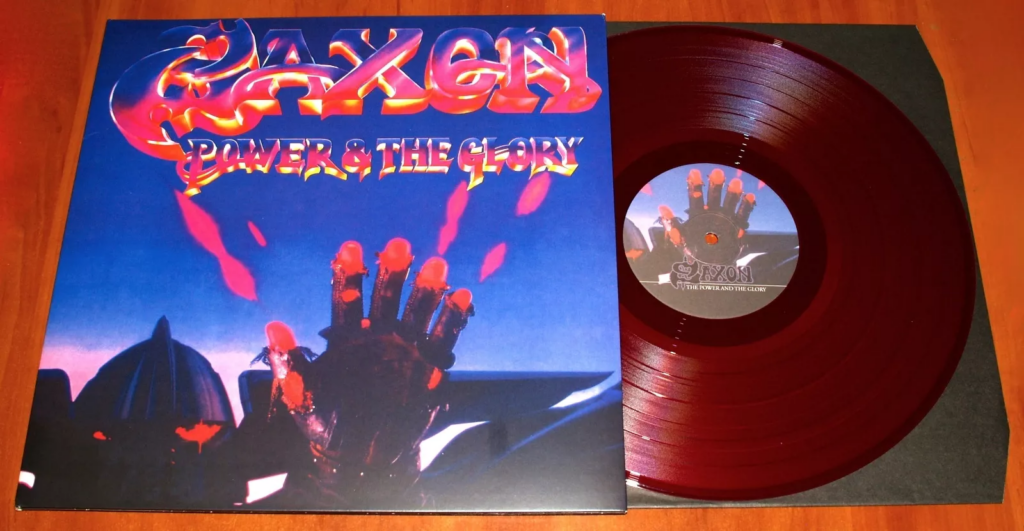 SAXON
POWER & THE GLORY
SAXON
THE POWER AND THE GLORY